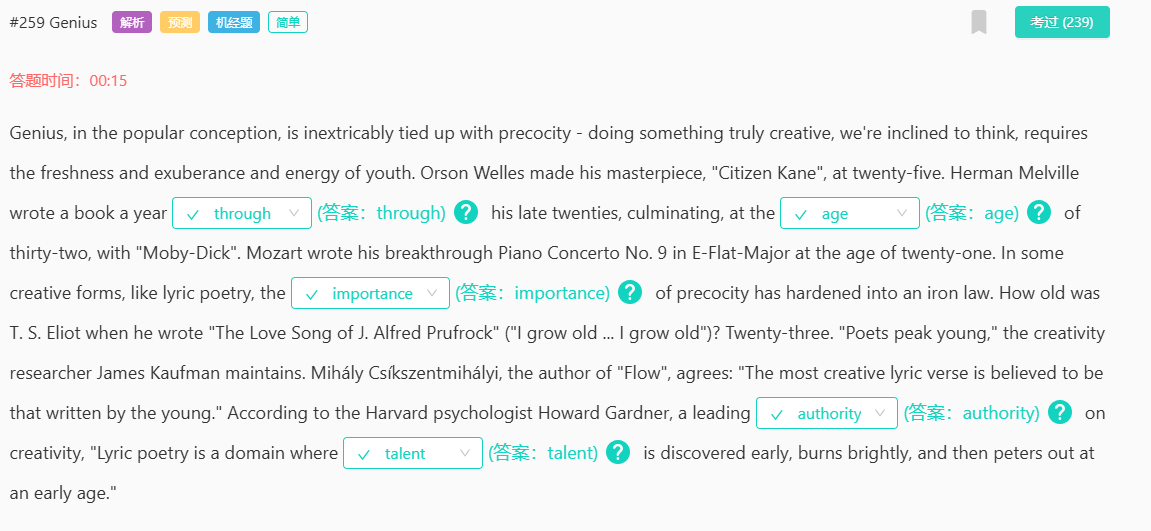 #259 Genius 解析 预测 机经题 简单 考过 (239)
答题时间：00:15
Genius, in the popular conception, is inextricably tied up with precocity - doing something truly creative, we're inclined to think, requires
the freshness and exuberance and energy of youth. Orson Welles made his masterpiece, "Citizen Kane", at twenty-five. Herman Melville
wrote a book a year through (答案：through) ? his late twenties, culminating, at the age (答案：age) ? of
thirty-two, with "Moby-Dick". Mozart wrote his breakthrough Piano Concerto No. 9 in E-Flat-Major at the age of twenty-one. In some
creative forms, like lyric poetry, the importance (答案：importance) ? of precocity has hardened into an iron law. How old was
T. S. Eliot when he wrote "The Love Song of J. Alfred Prufrock" ("I grow old ... I grow old")? Twenty-three. "Poets peak young," the creativity
researcher James Kaufman maintains. Mihály Csíkszentmihályi, the author of "Flow", agrees: "The most creative lyric verse is believed to be
that written by the young." According to the Harvard psychologist Howard Gardner, a leading authority (答案：authority) ? on
creativity, "Lyric poetry is a domain where talent (答案：talent) ? is discovered early, burns brightly, and then peters out at
an early age."